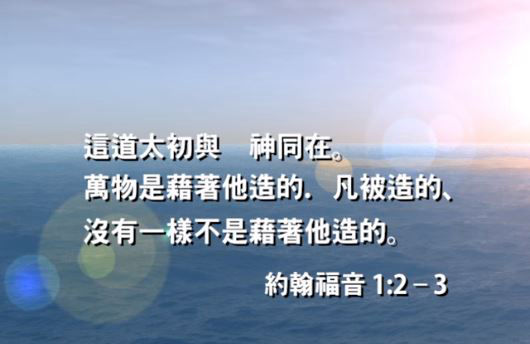 這道太初與　神同在。
萬物是藉著他造的．凡被造的、
沒有一樣不是藉著他造的。
約翰福音 1:2 – 3